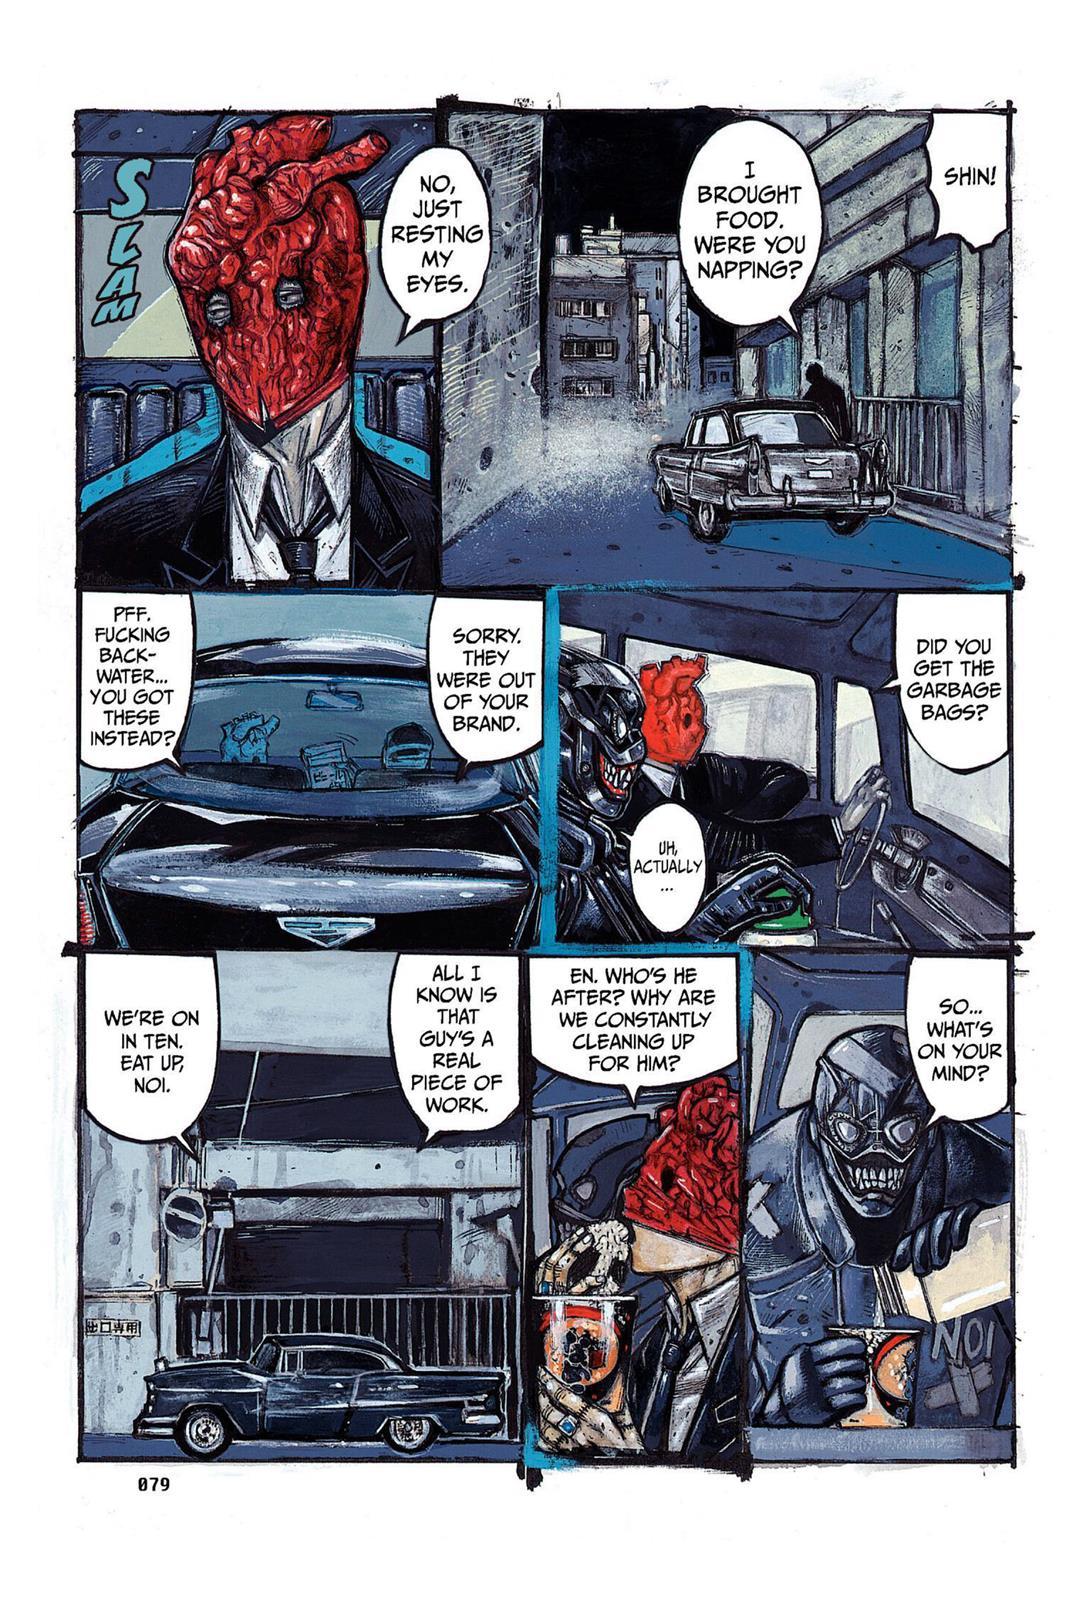 SHIN!
I
BROUGHT
FOOD.
WERE YOU
NAPPING?
NO,
JUST
RESTING
MY
EYES.
SLAM
DID YOU
GET THE
GARBAGE
BAGS?
UH,
ACTUALLY
...
SORRY.
THEY
WERE OUT
OF YOUR
BRAND.
PFF.
FUCKING
BACK-
WATER...
YOU GOT
THESE
INSTEAD?
SO...
WHAT'S
ON YOUR
MIND?
NOI
EN. WHO'S HE
AFTER? WHY ARE
WE CONSTANTLY
CLEANING UP
FOR HIM?
ALL I
KNOW IS
THAT
GUY'S A
REAL
PIECE OF
WORK.
WE'RE ON
IN TEN.
EAT UP,
NOI.
出口専用
079